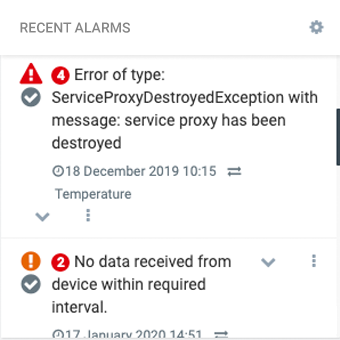 RECENT ALARMS
4 Error of type:
ServiceProxyDestroyedException with
message: service proxy has been
destroyed
18 December 2019 10:15
Temperature
2 No data received from
device within required
interval.
17 January 2020 14:51